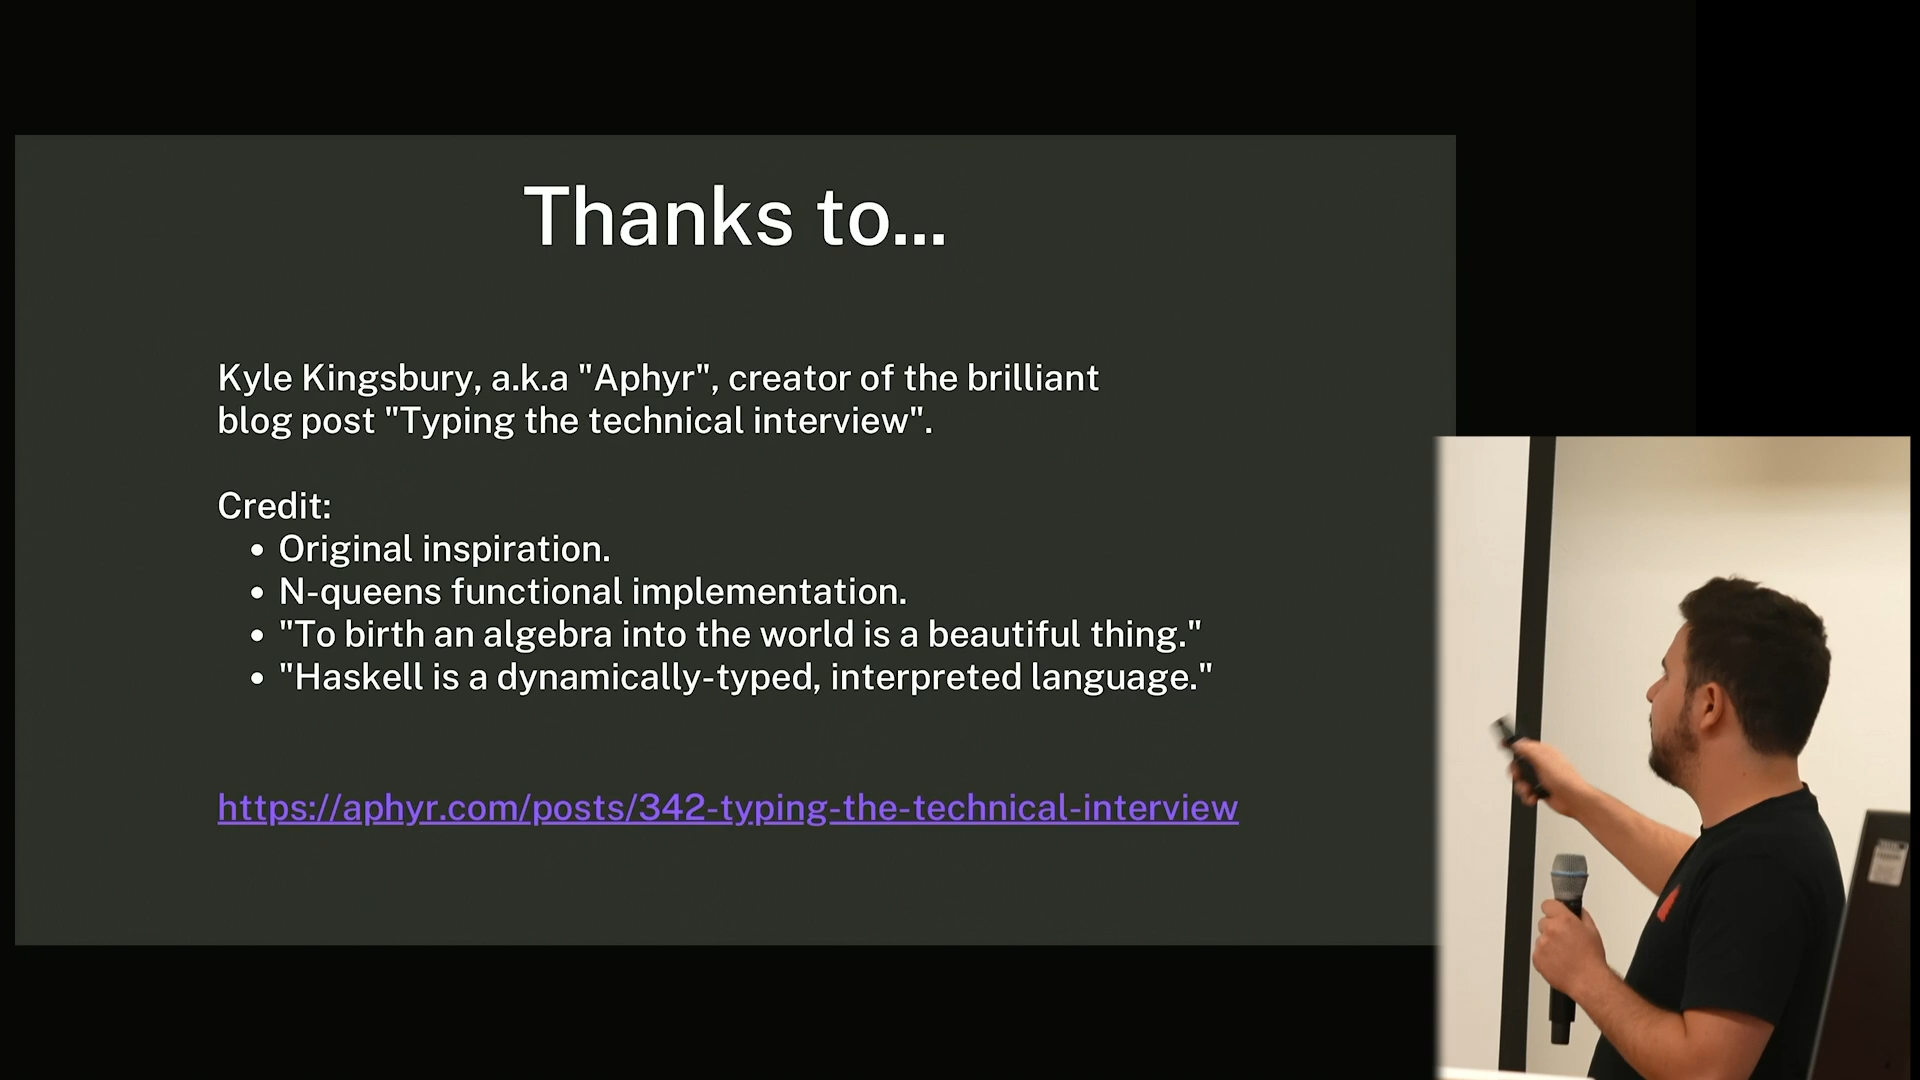 Thanks to...
Kyle Kingsbury, a.k.a "Aphyr", creator of the brilliant
blog post "Typing the technical interview".
Credit:
• Original inspiration.
• N-queens functional implementation.
• "To birth an algebra into the world is a beautiful thing."
• "Haskell is a dynamically-typed, interpreted language."
https://aphyr.com/posts/342-typing-the-technical-interview